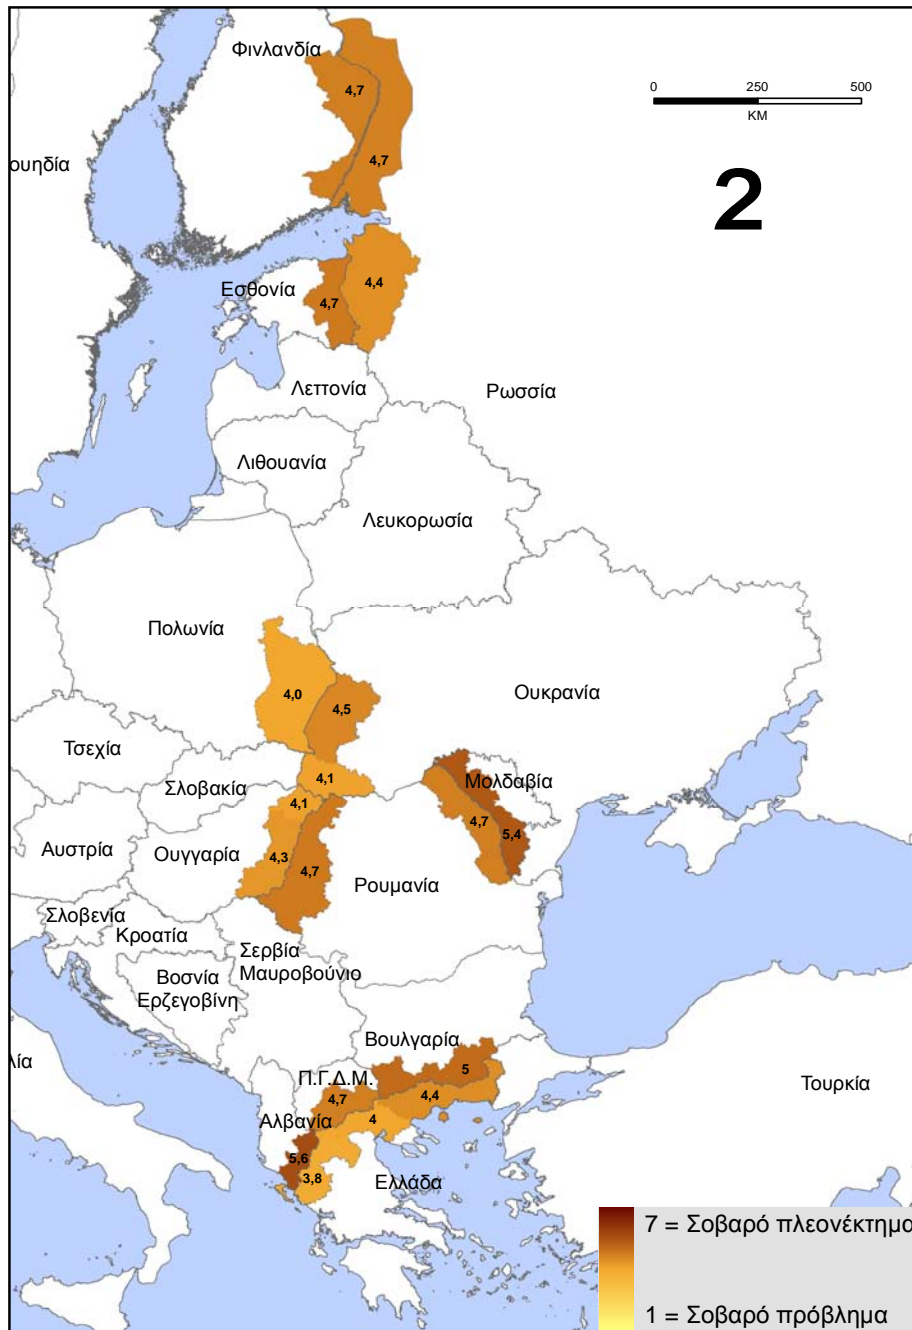 Φινλανδία
0 250 500
KM
4,7
4,7
ουηδία
2
Εσθονία
4,4
4,7
Λεττονία
Ρωσσία
Λιθουανία
Λευκορωσία
Πολωνία
4,0
4,5
Ουκρανία
Τσεχία
4,1
Σλοβακία
Μολδαβία
4,1
4,7
5,4
Αυστρία
Ουγγαρία
4,3
4,7
Ρουμανία
Σλοβενία
Κροατία
Σερβία
Μαυροβούνιο
Βοσνία
Ερζεγοβίνη
Βουλγαρία
λία
5
Π.Γ.Δ.Μ.
Τουρκία
4,7
4,4
Αλβανία
4
5,6
3,8
Ελλάδα
7 = Σοβαρό πλεονέκτημα
1 = Σοβαρό πρόβλημα